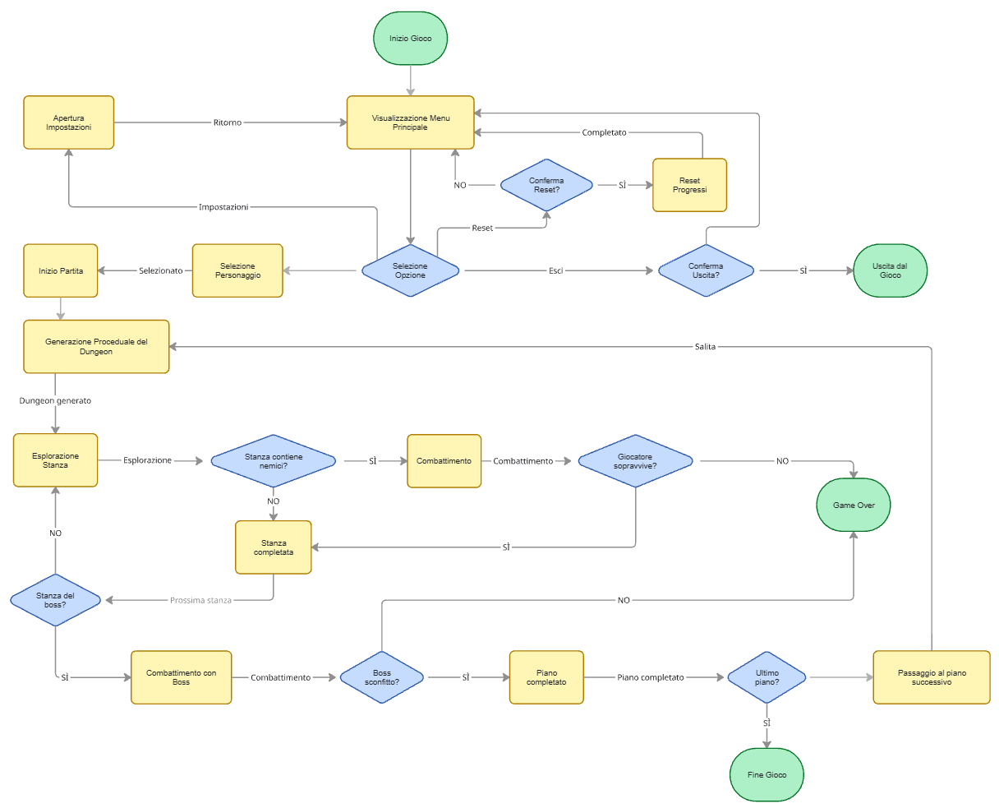 Inizio Gioco
Apertura
Impostazioni
Ritorno
Visualizzazione Menu
Principale
Completato
NO
Conferma
Reset?
SÌ
Reset
Progressi
Impostazioni
Reset
Inizio Partita
Selezionato
Selezione
Personaggio
Selezione
Opzione
Esci
Conferma
Uscita?
SÌ
Uscita dal
Gioco
Generazione Proceduale del
Dungeon
Salita
Dungeon generato
Esplorazione
Stanza
Esplorazione
Stanza contiene
nemici?
SÌ
Combattimento
Combattimento
Giocatore
sopravvive?
NO
Game Over
NO
Stanza
completata
SÌ
NO
Stanza del
boss?
Prossima stanza
NO
SÌ
Combattimento con
Boss
Combattimento
Boss
sconfitto?
SÌ
Piano
completato
Piano completato
Ultimo
piano?
Passaggio al piano
successivo
SÌ
Fine Gioco